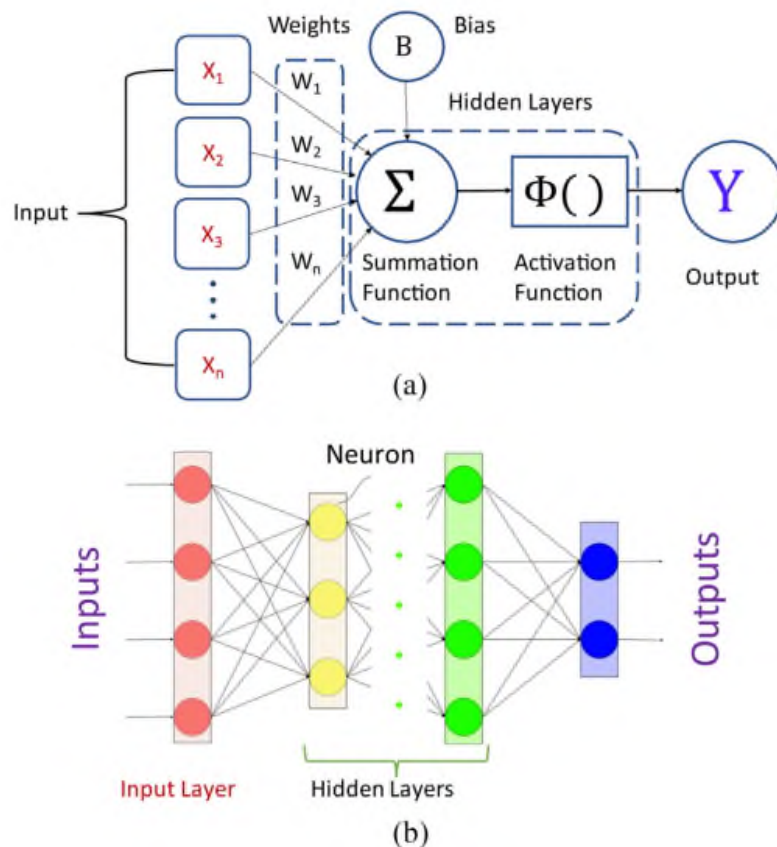 Weights
B
Bias
X1
W1
Hidden Layers
X2
W2
Input
W3
Σ
Φ( )
Y
X3
Wn
Summation
Function
Activation
Function
Output
Xn
(a)
Neuron
Inputs
Outputs
Input Layer
Hidden Layers
(b)